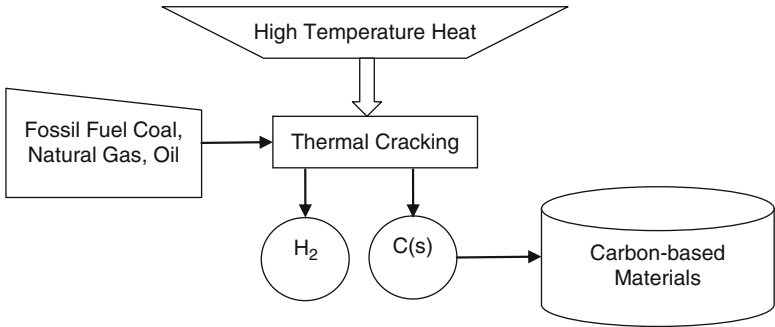 High Temperature Heat
Fossil Fuel Coal,
Natural Gas, Oil
Thermal Cracking
H₂
C(s)
Carbon-based
Materials